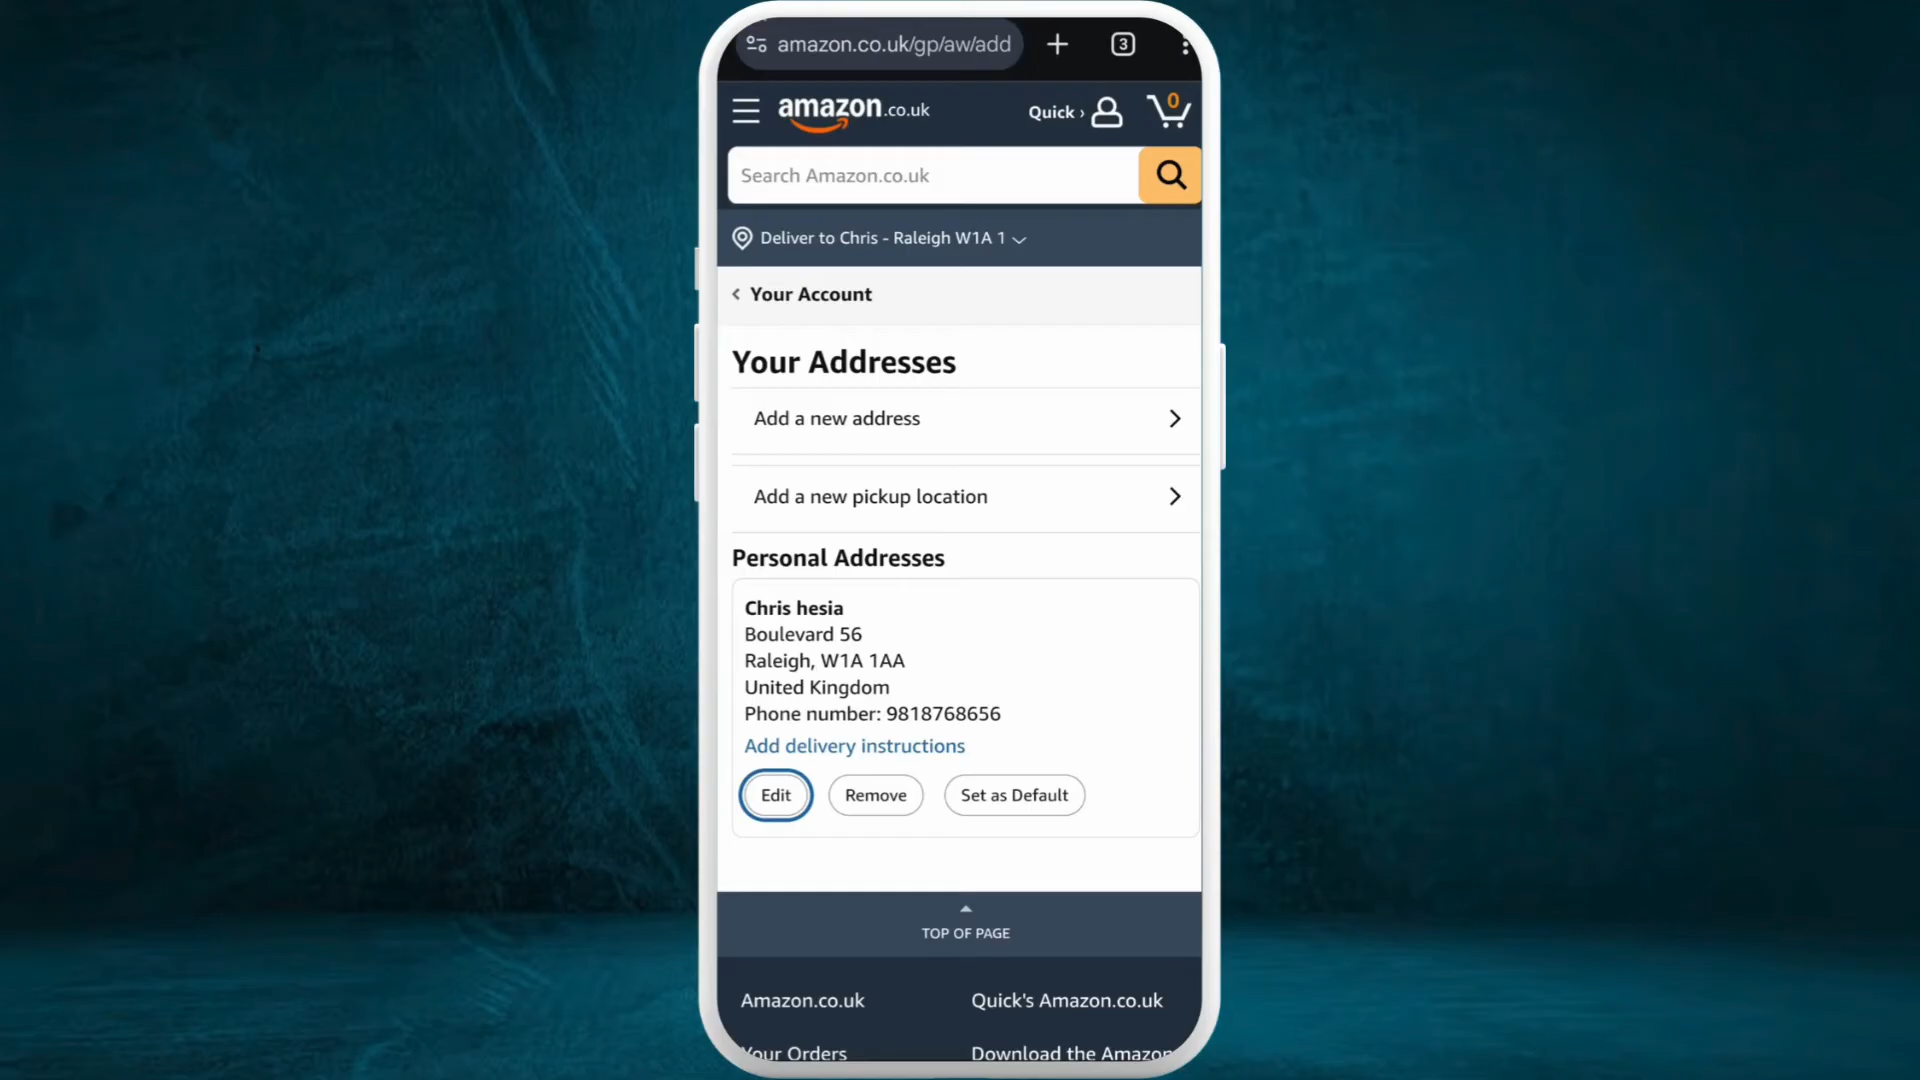 amazon.co.uk/gp/aw/add
3
amazon.co.uk
Quick ›
0
Search Amazon.co.uk
Deliver to Chris - Raleigh W1A 1
Your Account
Your Addresses
Add a new address
Add a new pickup location
Personal Addresses
Chris hesia
Boulevard 56
Raleigh, W1A 1AA
United Kingdom
Phone number: 9818768656
Add delivery instructions
Edit
Remove
Set as Default
TOP OF PAGE
Amazon.co.uk
Quick's Amazon.co.uk
Your Orders
Download the Amazon